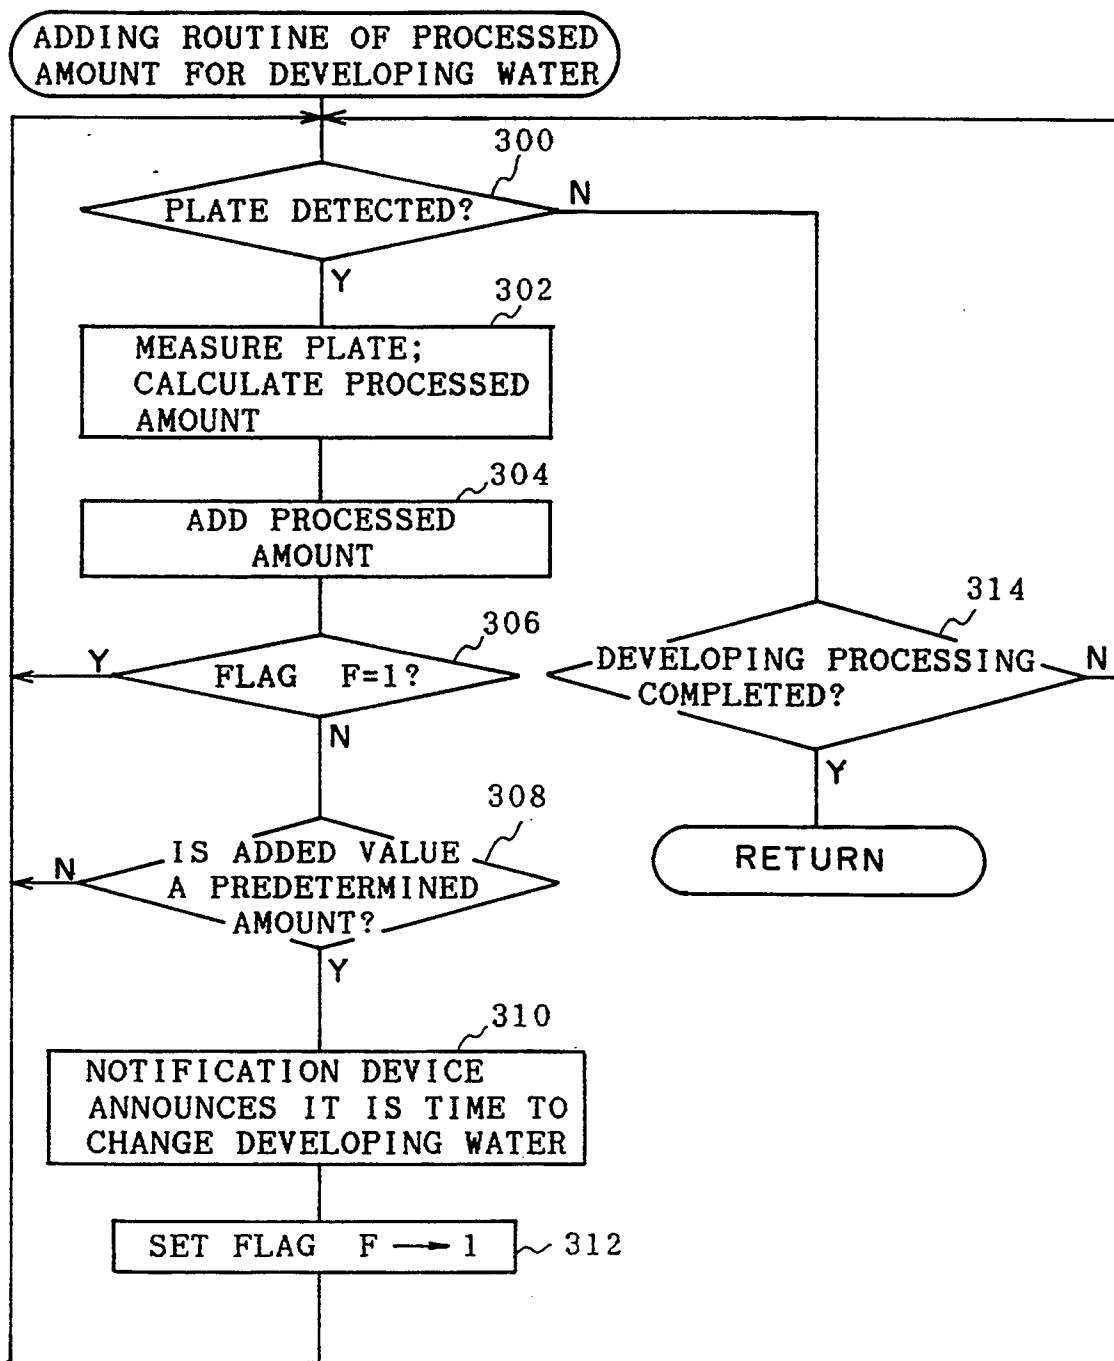 ADDING ROUTINE OF PROCESSED
AMOUNT FOR DEVELOPING WATER
300
PLATE DETECTED?
N
Y
302
MEASURE PLATE;
CALCULATE PROCESSED
AMOUNT
304
ADD PROCESSED
AMOUNT
306
Y
FLAG F=1?
N
314
DEVELOPING PROCESSING
COMPLETED?
N
Y
RETURN
308
IS ADDED VALUE
A PREDETERMINED
AMOUNT?
N
Y
310
NOTIFICATION DEVICE
ANNOUNCES IT IS TIME TO
CHANGE DEVELOPING WATER
SET FLAG F → 1
312